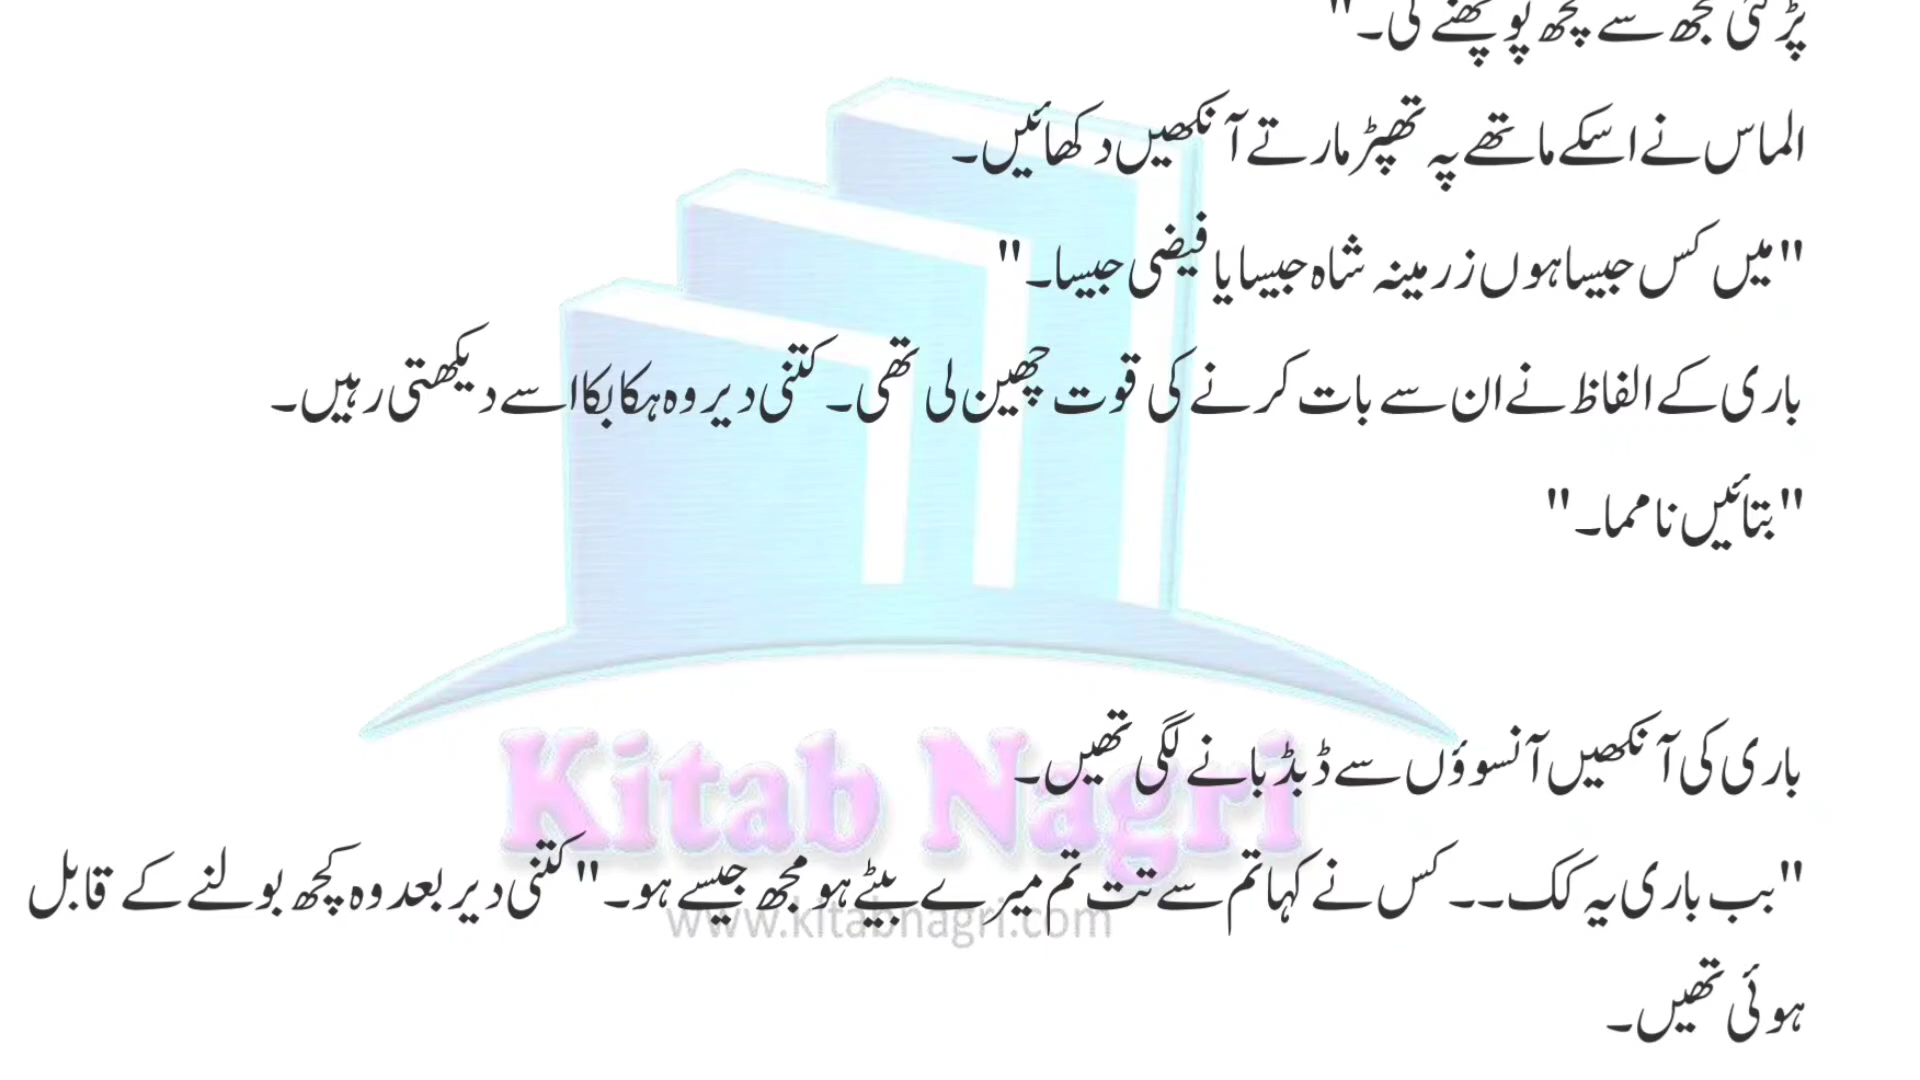 پڑ گئی مجھ سے کچھ پوچھنے کی۔"
الماس نے اسکے ماتھے پہ تھپڑ مارتے آنکھیں دکھائیں۔
"میں کس جیسا ہوں زرمینہ شاہ جیسا یا فیضی جیسا۔"
باری کے الفاظ نے ان سے بات کرنے کی قوت چھین لی تھی۔ کتنی دیر وہ ہکا بکا اسے دیکھتی رہیں۔
"بتائیں نا مما۔"
باری کی آنکھیں آنسوؤں سے ڈبڈبانے لگی تھیں۔
Kitab Nagri
"بب باری یہ کک۔۔ کس نے کہا تم سے تت تم میرے بیٹے ہو مجھ جیسے ہو۔" کتنی دیر بعد وہ کچھ بولنے کے قابل
www.kitabnagri.com
ہوئی تھیں۔